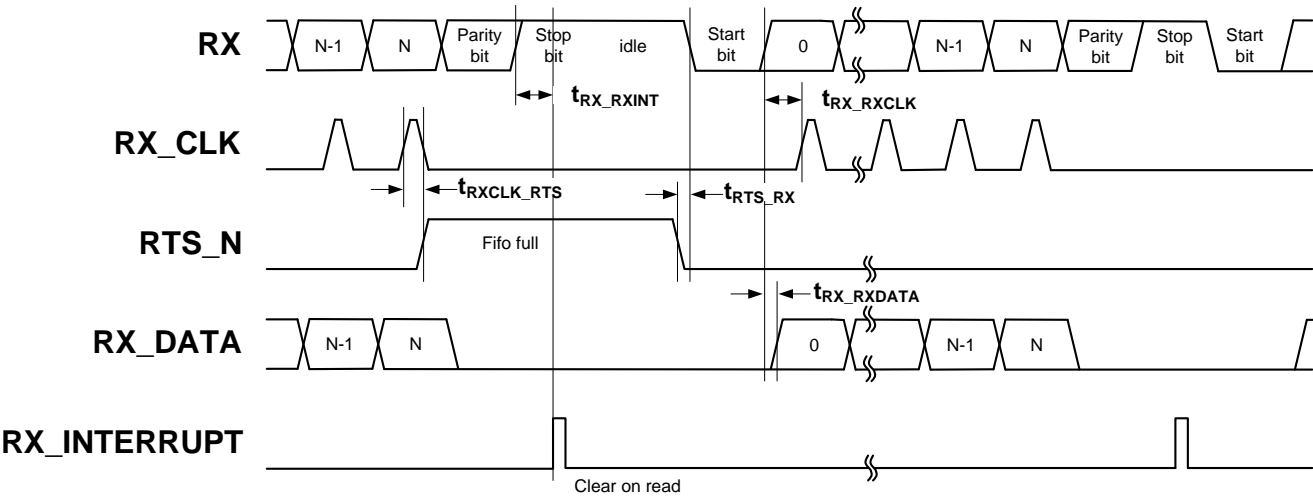 RX
N-1
N
Parity
bit
Stop
bit
idle
Start
bit
0
N-1
N
Parity
bit
Stop
bit
Start
bit
tRX_RXINT
tRX_RXCLK
RX_CLK
tRXCLK_RTS
tRTS_RX
RTS_N
Fifo full
tRX_RXDATA
RX_DATA
N-1
N
0
N-1
N
RX_INTERRUPT
Clear on read